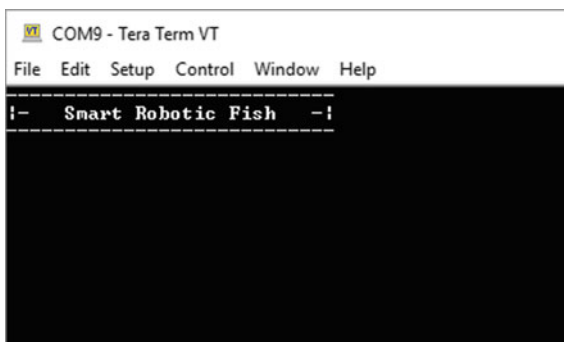 COM9 - Tera Term VT
File Edit Setup Control Window Help
--------------------------------
|- Smart Robotic Fish -|
--------------------------------